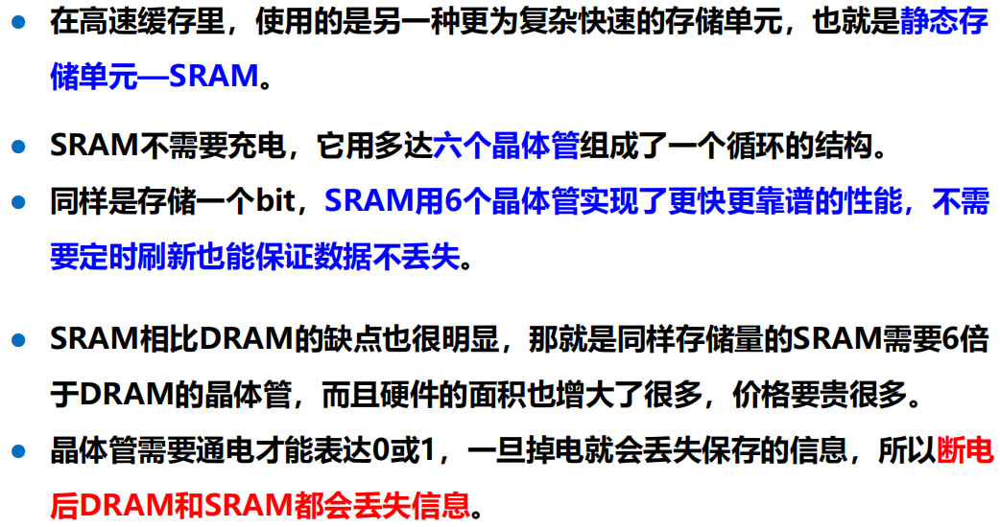 在高速缓存里，使用的是另一种更为复杂快速的存储单元，也就是静态存
储单元—SRAM。
SRAM不需要充电，它用多达六个晶体管组成了一个循环的结构。
同样是存储一个bit，SRAM用6个晶体管实现了更快更靠谱的性能，不需
要定时刷新也能保证数据不丢失。
SRAM相比DRAM的缺点也很明显，那就是同样存储量的SRAM需要6倍
于DRAM的晶体管，而且硬件的面积也增大了很多，价格要贵很多。
晶体管需要通电才能表达0或1，一旦掉电就会丢失保存的信息，所以断电
后DRAM和SRAM都会丢失信息。